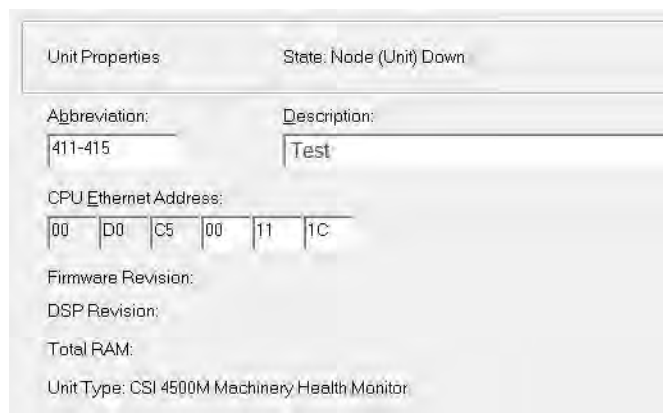 Unit Properties State: Node (Unit) Down
Abbreviation: Description:
411-415 Test
CPU Ethernet Address:
00 D0 C5 00 11 1C
Firmware Revision:
DSP Revision:
Total RAM:
Unit Type: CSI 4500M Machinery Health Monitor